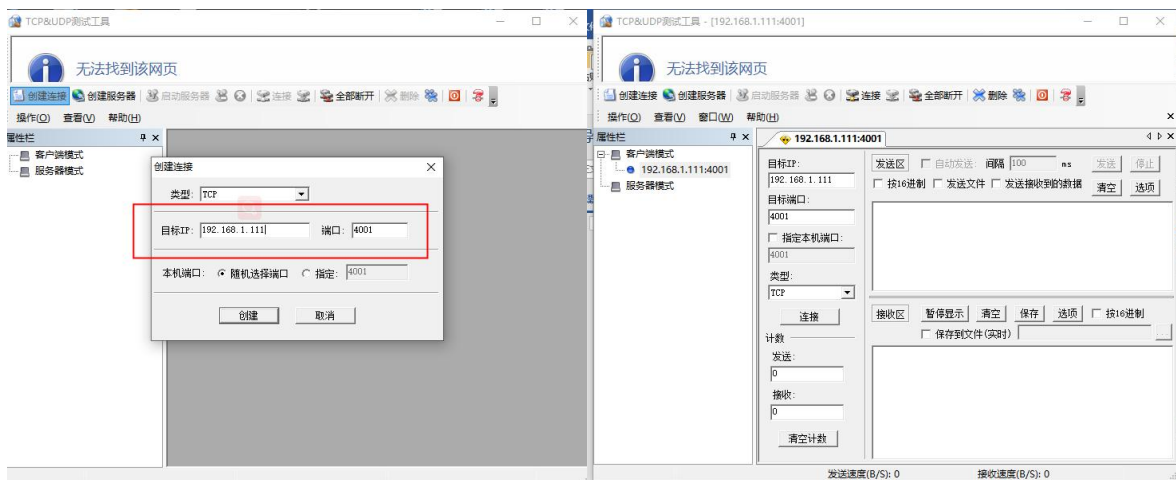 TCP&UDP测试工具
无法找到该网页
创建连接 创建服务器 启动服务器 连接 全部断开 删除
操作(O) 查看(V) 帮助(H)
属性栏
客户端模式
服务器模式
创建连接
类型: TCP
目标IP: 192.168.1.111 端口: 4001
本机端口: 随机选择端口 指定: 4001
创建 取消
TCP&UDP测试工具 - [192.168.1.111:4001]
无法找到该网页
创建连接 创建服务器 启动服务器 连接 全部断开 删除
操作(O) 查看(V) 窗口(W) 帮助(H)
属性栏
客户端模式
192.168.1.111:4001
服务器模式
192.168.1.111:4001
目标IP:
192.168.1.111
目标端口:
4001
指定本机端口:
4001
类型:
TCP
连接
计数
发送:
0
接收:
0
清空计数
发送区 自动发送: 间隔 100 ms 发送 停止
按16进制 发送文件 发送接收到的数据 清空 选项
接收区 暂停显示 清空 保存 选项 按16进制
保存到文件(实时)
发送速度(B/S): 0 接收速度(B/S): 0